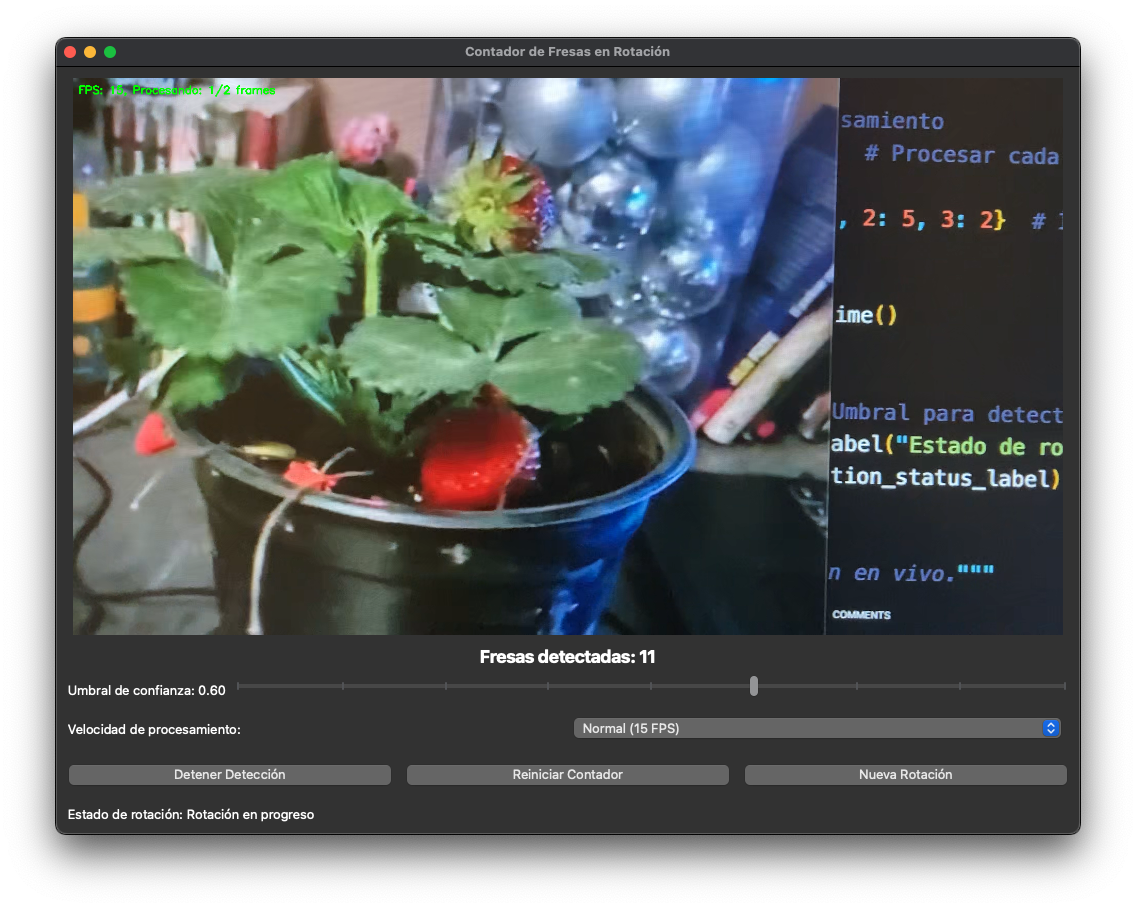 Contador de Fresas en Rotación
FPS: 15, Procesando: 1/2 frames
samiento
# Procesar cada
, 2: 5, 3: 2} #
ime()
Umbral para detect
abel("Estado de ro
tion_status_label)
n en vivo."""
COMMENTS
Fresas detectadas: 11
Umbral de confianza: 0.60
Velocidad de procesamiento:
Normal (15 FPS)
Detener Detección
Reiniciar Contador
Nueva Rotación
Estado de rotación: Rotación en progreso